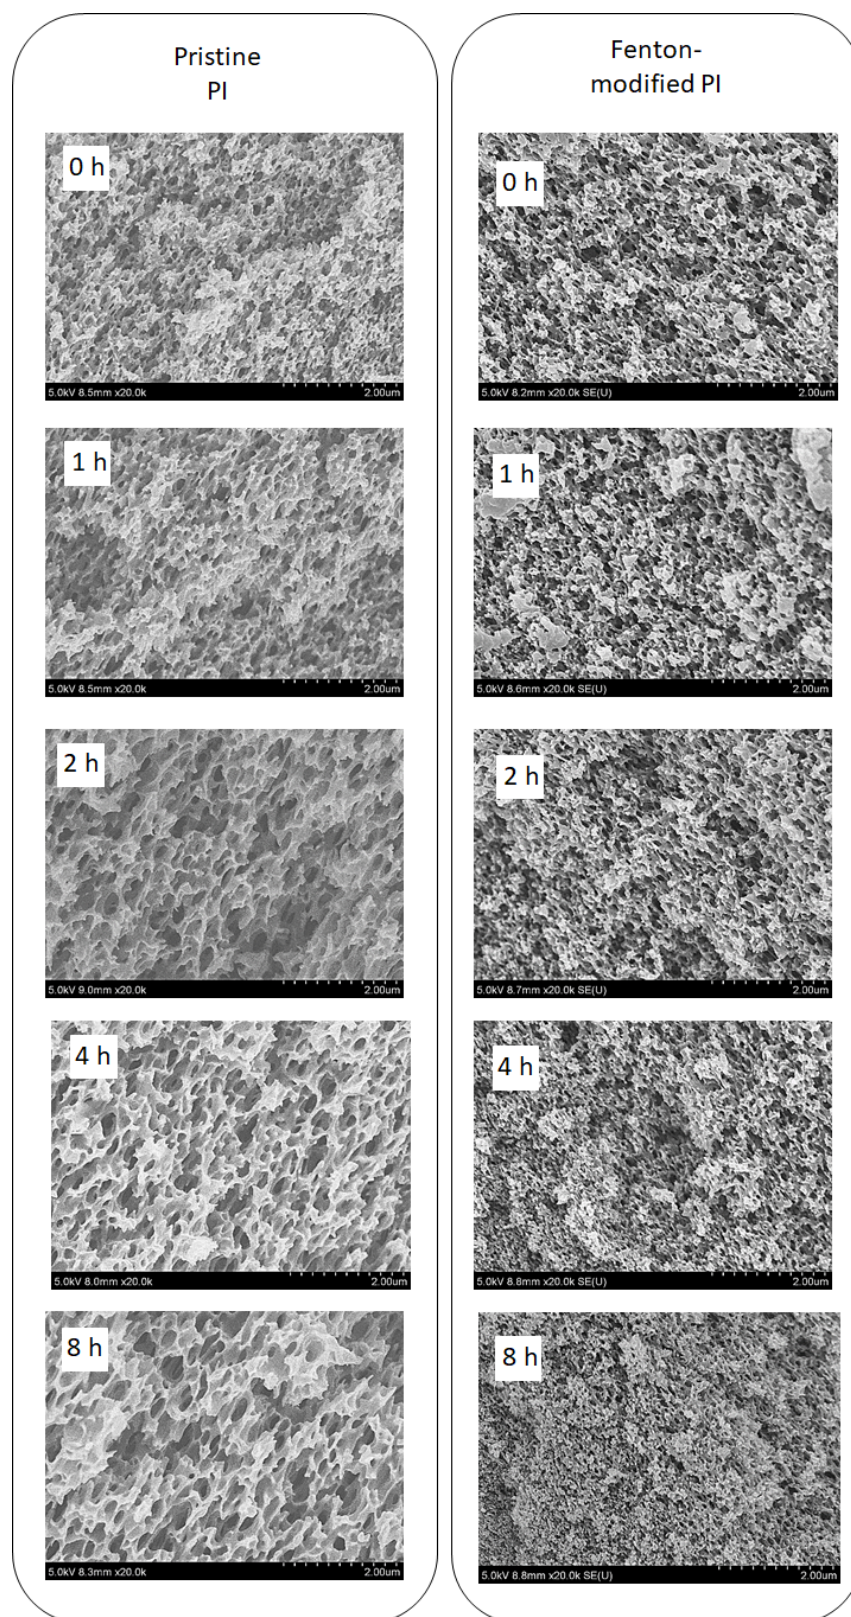 Pristine
PI
0 h
5.0kV 8.5mm x20.0k 2.00um
1 h
5.0kV 8.5mm x20.0k 2.00um
2 h
5.0kV 9.0mm x20.0k 2.00um
4 h
5.0kV 8.0mm x20.0k 2.00um
8 h
5.0kV 8.3mm x20.0k 2.00um
Fenton-
modified PI
0 h
5.0kV 8.2mm x20.0k SE(U) 2.00um
1 h
5.0kV 8.6mm x20.0k SE(U) 2.00um
2 h
5.0kV 8.7mm x20.0k SE(U) 2.00um
4 h
5.0kV 8.8mm x20.0k SE(U) 2.00um
8 h
5.0kV 8.8mm x20.0k SE(U) 2.00um